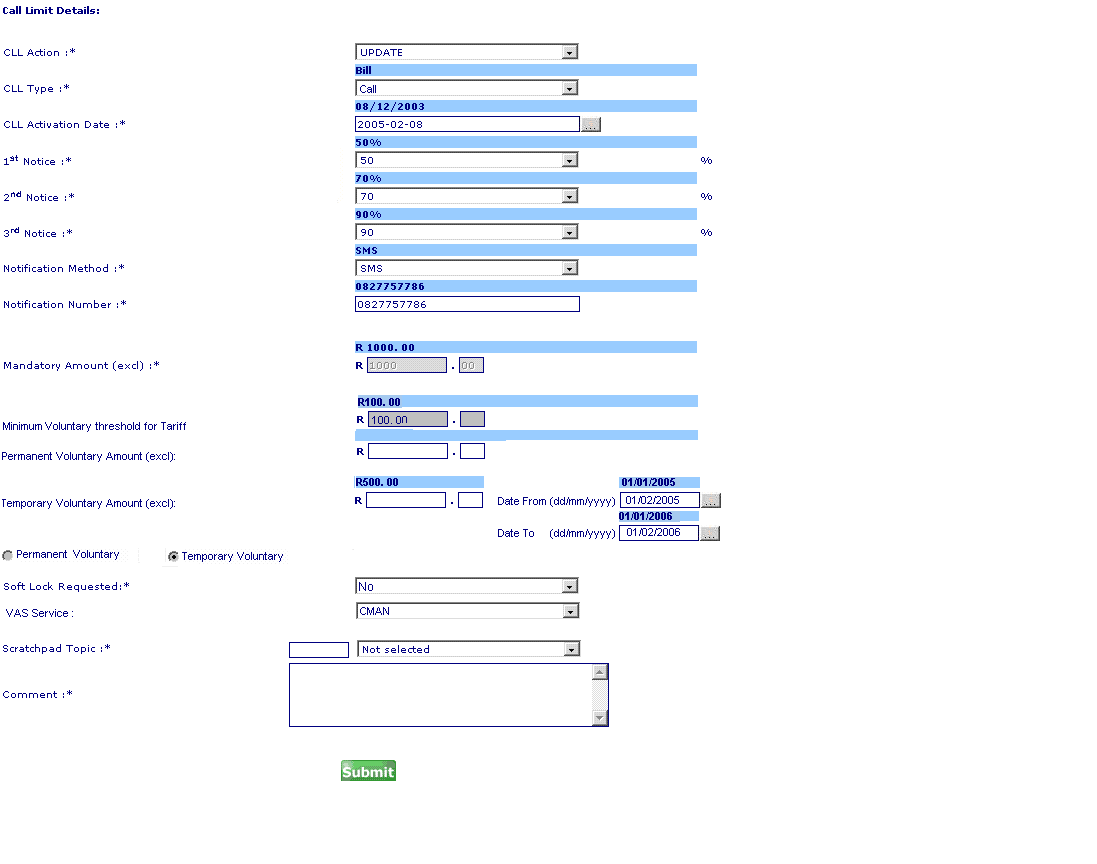 Call Limit Details:
CLL Action :* UPDATE
Bill
CLL Type :* Call
08/12/2003
CLL Activation Date :* 2005-02-08 ...
50%
1st Notice :* 50 %
70%
2nd Notice :* 70 %
90%
3rd Notice :* 90 %
SMS
Notification Method :* SMS
0827757786
Notification Number :* 0827757786
R 1000. 00
Mandatory Amount (excl) :* R 1000 . 00
R100. 00
Minimum Voluntary threshold for Tariff R 100. 00 .
Permanent Voluntary Amount (excl): R .
R500. 00 01/01/2005
Temporary Voluntary Amount (excl): R . Date From (dd/mm/yyyy) 01/02/2005 ...
01/01/2006
Date To (dd/mm/yyyy) 01/02/2006 ...
Permanent Voluntary Temporary Voluntary
Soft Lock Requested:* No
VAS Service : CMAN
Scratchpad Topic :* Not selected
Comment :*
Submit